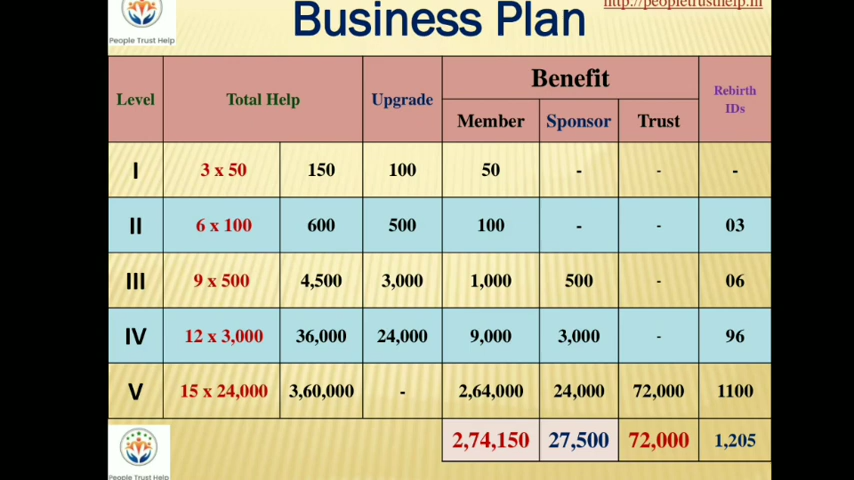 http://peopletrusthelp.in
Business Plan
People Trust Help
Level Total Help Upgrade Benefit Rebirth IDs
Member Sponsor Trust
I 3 x 50 150 100 50 - - -
II 6 x 100 600 500 100 - - 03
III 9 x 500 4,500 3,000 1,000 500 - 06
IV 12 x 3,000 36,000 24,000 9,000 3,000 - 96
V 15 x 24,000 3,60,000 - 2,64,000 24,000 72,000 1100
2,74,150 27,500 72,000 1,205
People Trust Help